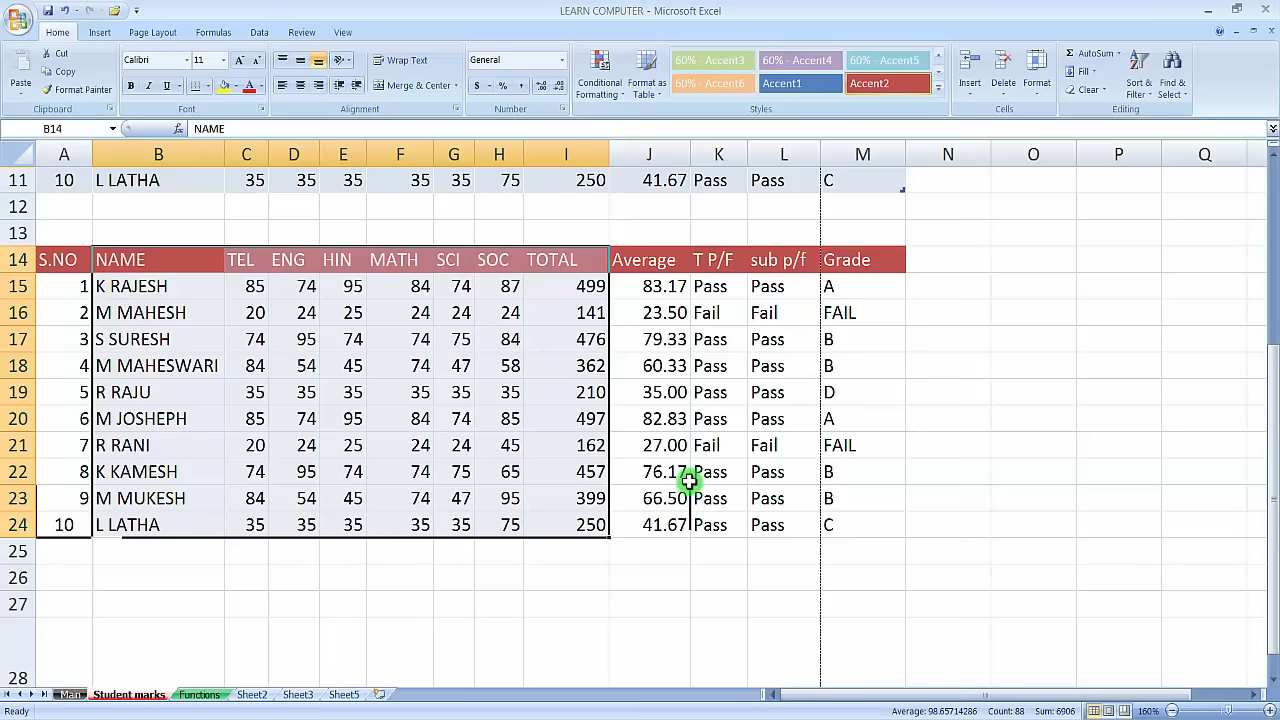 LEARN COMPUTER - Microsoft Excel
Home Insert Page Layout Formulas Data Review View
Paste Cut Copy Format Painter Clipboard
Calibri 11 B I U A A A Font
Wrap Text Merge & Center Alignment
General $ % , Number
Conditional Formatting Format as Table
60% - Accent3 60% - Accent4 60% - Accent5
60% - Accent6 Accent1 Accent2
Styles
Insert Delete Format Cells
AutoSum Fill Clear Sort & Filter Find & Select Editing
B14 fx NAME
A B C D E F G H I J K L M N O P Q
11 10 L LATHA 35 35 35 35 35 75 250 41.67 Pass Pass C
12
13
14 S.NO NAME TEL ENG HIN MATH SCI SOC TOTAL Average T P/F sub p/f Grade
15 1 K RAJESH 85 74 95 84 74 87 499 83.17 Pass Pass A
16 2 M MAHESH 20 24 25 24 24 24 141 23.50 Fail Fail FAIL
17 3 S SURESH 74 95 74 74 75 84 476 79.33 Pass Pass B
18 4 M MAHESWARI 84 54 45 74 47 58 362 60.33 Pass Pass B
19 5 R RAJU 35 35 35 35 35 35 210 35.00 Pass Pass D
20 6 M JOSHEPH 85 74 95 84 74 85 497 82.83 Pass Pass A
21 7 R RANI 20 24 25 24 24 45 162 27.00 Fail Fail FAIL
22 8 K KAMESH 74 95 74 74 75 65 457 76.17 Pass Pass B
23 9 M MUKESH 84 54 45 74 47 95 399 66.50 Pass Pass B
24 10 L LATHA 35 35 35 35 35 75 250 41.67 Pass Pass C
25
26
27
28
Main Student marks Functions Sheet2 Sheet3 Sheet5
Ready Average: 98.65714286 Count: 88 Sum: 6906 160%